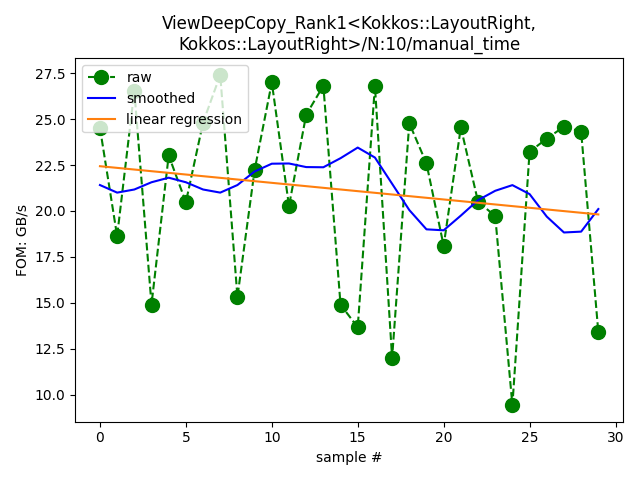 ViewDeepCopy_Rank1<Kokkos::LayoutRight,
Kokkos::LayoutRight>/N:10/manual_time
raw
smoothed
linear regression
FOM: GB/s
27.5
25.0
22.5
20.0
17.5
15.0
12.5
10.0
0
5
10
15
20
25
30
sample #